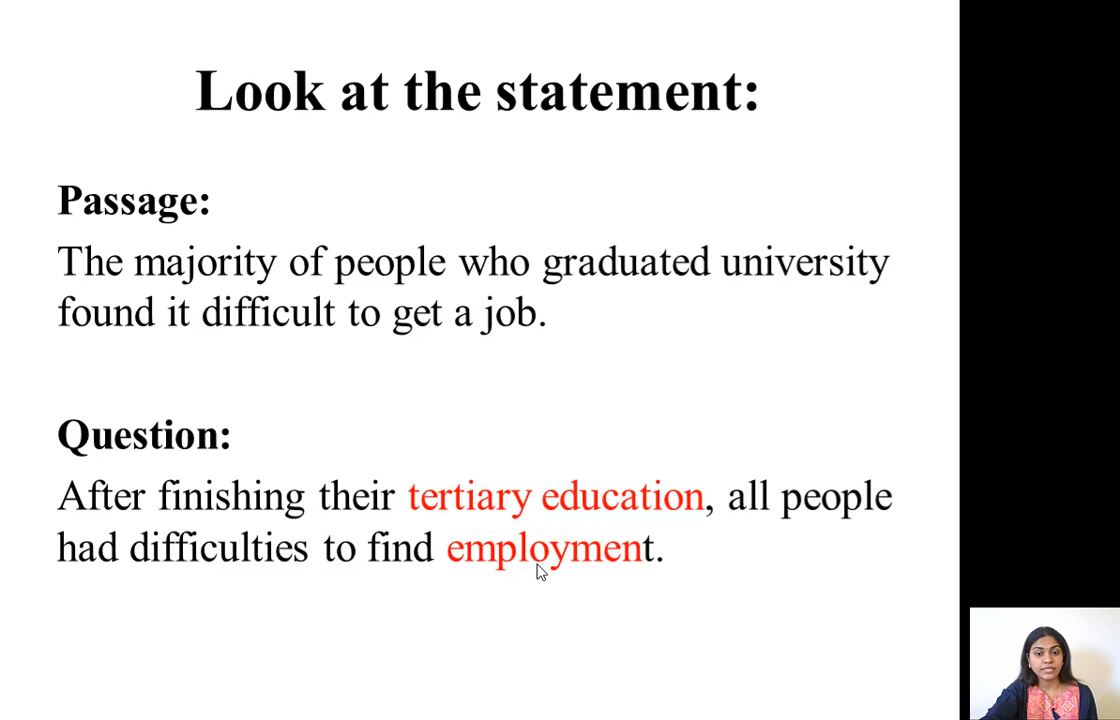 Look at the statement:
Passage:
The majority of people who graduated university
found it difficult to get a job.
Question:
After finishing their tertiary education, all people
had difficulties to find employment.